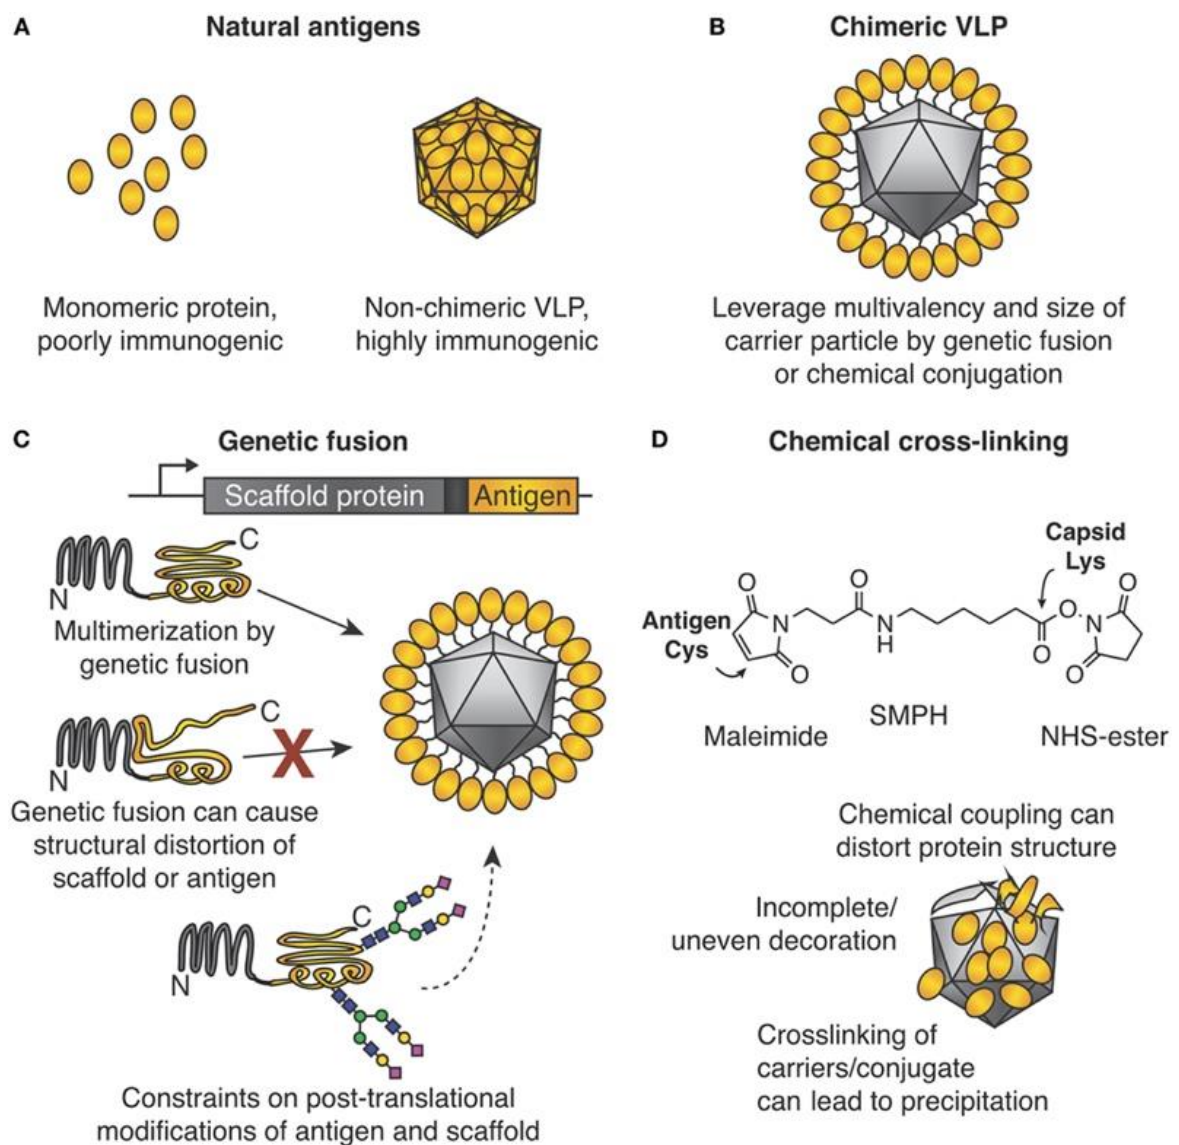 A
Natural antigens
Monomeric protein,
poorly immunogenic
Non-chimeric VLP,
highly immunogenic
B
Chimeric VLP
Leverage multivalency and size of
carrier particle by genetic fusion
or chemical conjugation
C
Genetic fusion
Scaffold protein
Antigen
C
N
Multimerization by
genetic fusion
C
X
N
Genetic fusion can cause
structural distortion of
scaffold or antigen
C
N
Constraints on post-translational
modifications of antigen and scaffold
D
Chemical cross-linking
Capsid
Lys
Antigen
Cys
O
O
N
O
N
H
O
O
N
O
O
Maleimide
SMPH
NHS-ester
Chemical coupling can
distort protein structure
Incomplete/
uneven decoration
Crosslinking of
carriers/conjugate
can lead to precipitation